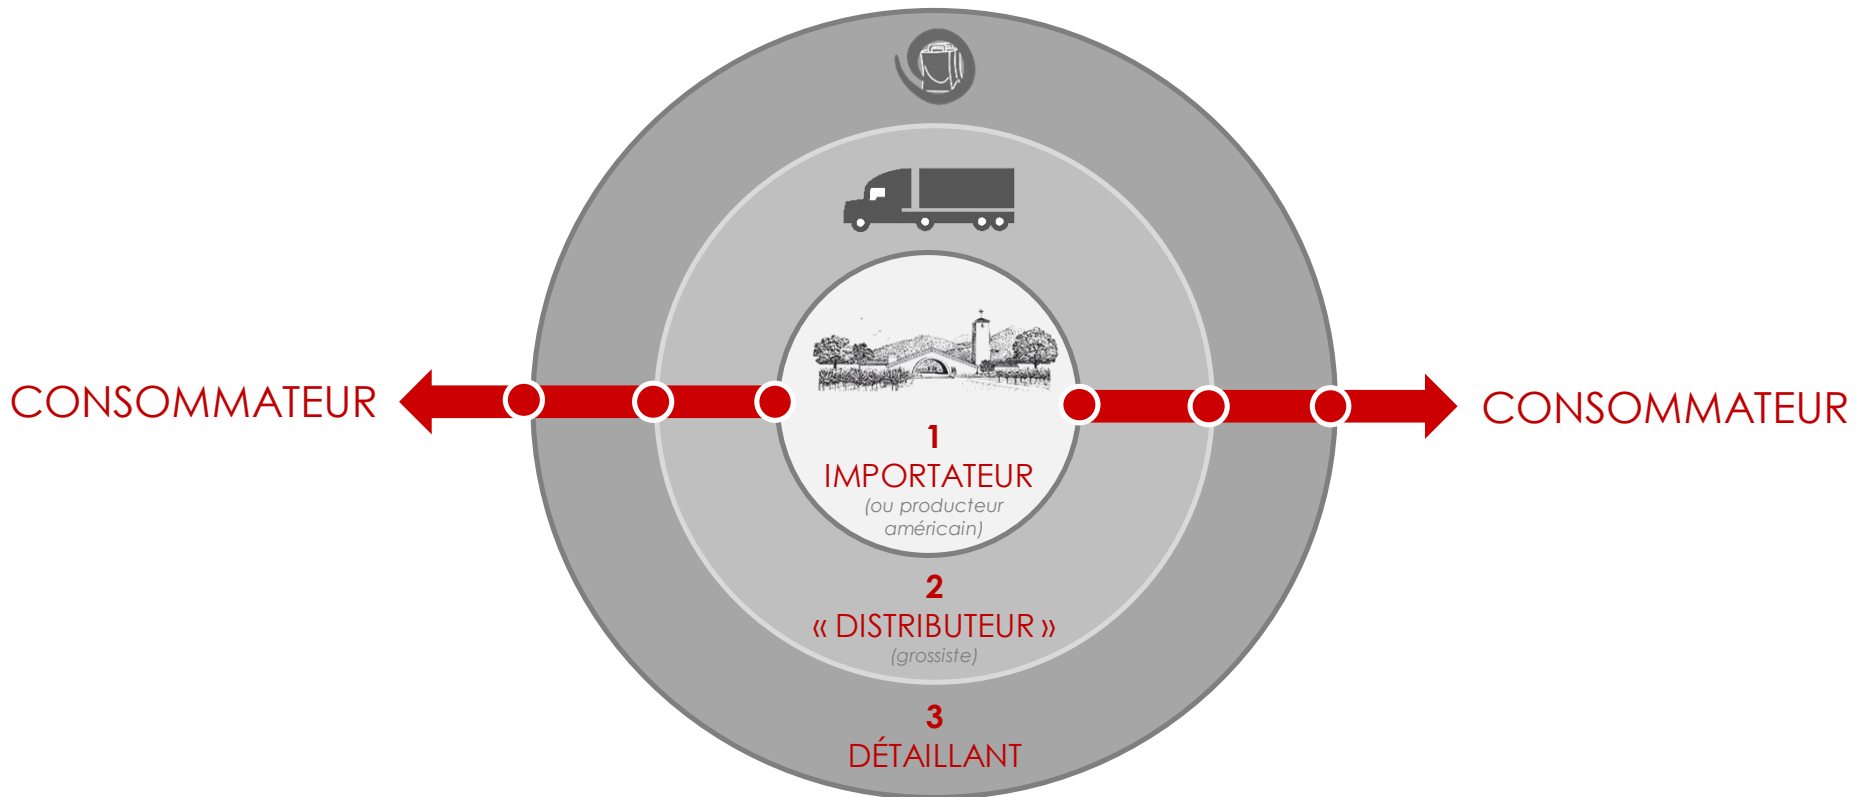 CONSOMMATEUR
CONSOMMATEUR
1
IMPORTATEUR
(ou producteur
américain)
2
« DISTRIBUTEUR »
(grossiste)
3
DÉTAILLANT